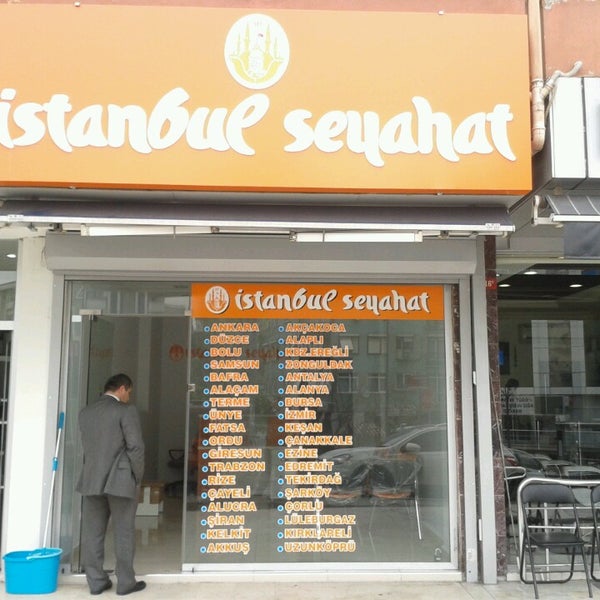 istanbul seyahat
istanbul seyahat
ANKARA
DÜZCE
BOLU
SAMSUN
BAFRA
ALAÇAM
TERME
ÜNYE
FATSA
ORDU
GİRESUN
TRABZON
RİZE
ÇAYELİ
ALUCRA
ŞİRAN
KELKİT
AKKUŞ
AKÇAKOCA
ALAPLI
KDZ.EREĞLİ
ZONGULDAK
ANTALYA
ALANYA
BURSA
İZMİR
KEŞAN
ÇANAKKALE
EZİNE
EDREMİT
TEKİRDAĞ
ŞARKÖY
ÇORLU
LÜLEBURGAZ
KIRKLARELİ
UZUNKÖPRÜ